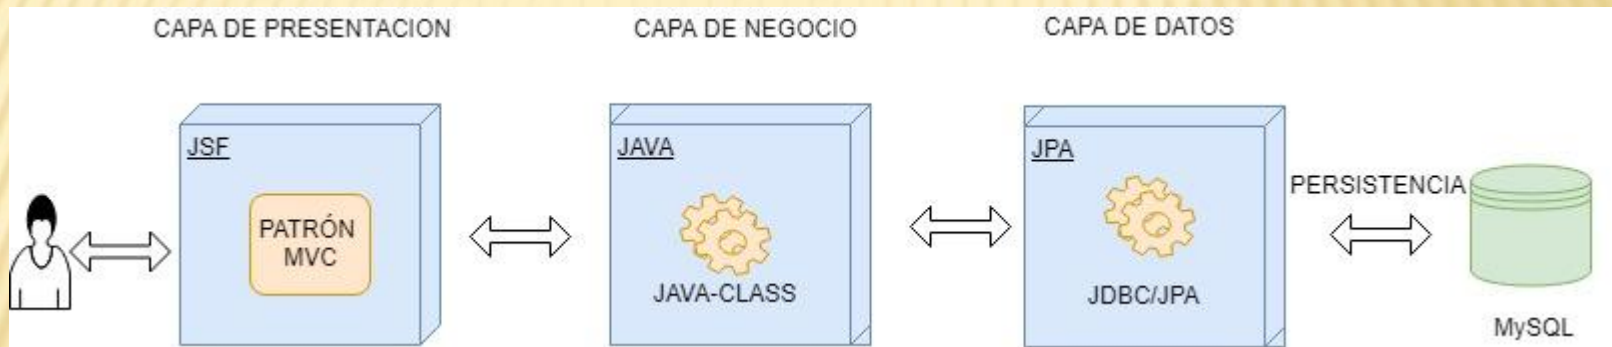 CAPA DE PRESENTACION
CAPA DE NEGOCIO
CAPA DE DATOS
JSF
PATRÓN
MVC
JAVA
JAVA-CLASS
JPA
JDBC/JPA
PERSISTENCIA
MySQL